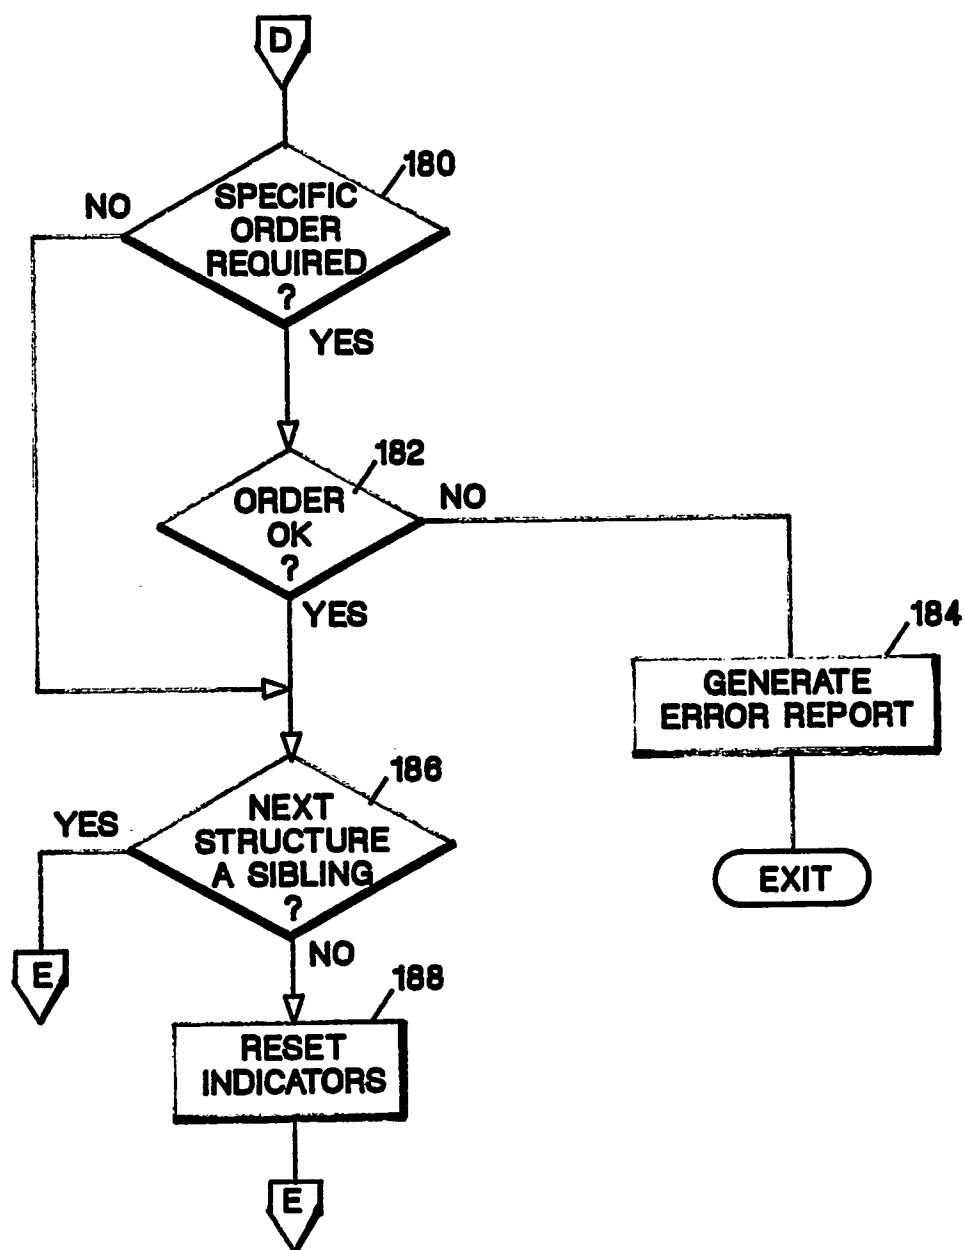 D
180
NO
SPECIFIC
ORDER
REQUIRED
?
YES
182
ORDER
OK
?
NO
YES
184
GENERATE
ERROR REPORT
186
YES
NEXT
STRUCTURE
A SIBLING
?
EXIT
NO
E
188
RESET
INDICATORS
E